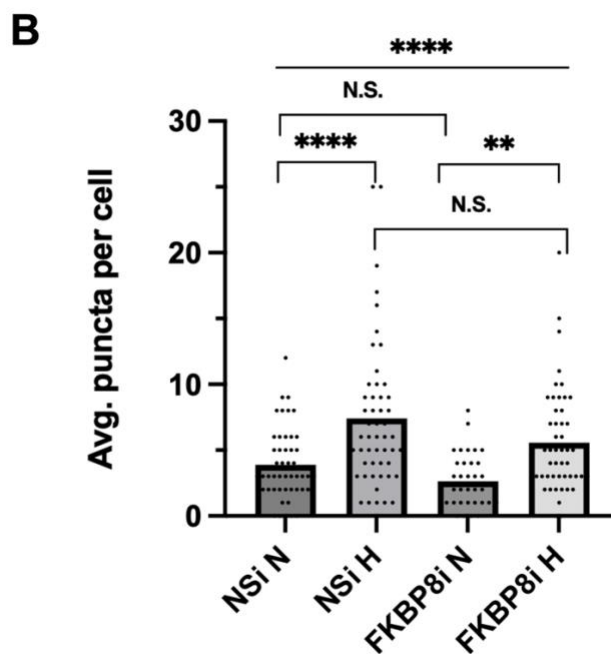 B
****
N.S.
30
****
**
N.S.
20
10
0
Avg. puncta per cell
NSi N
NSi H
FKBP8i N
FKBP8i H